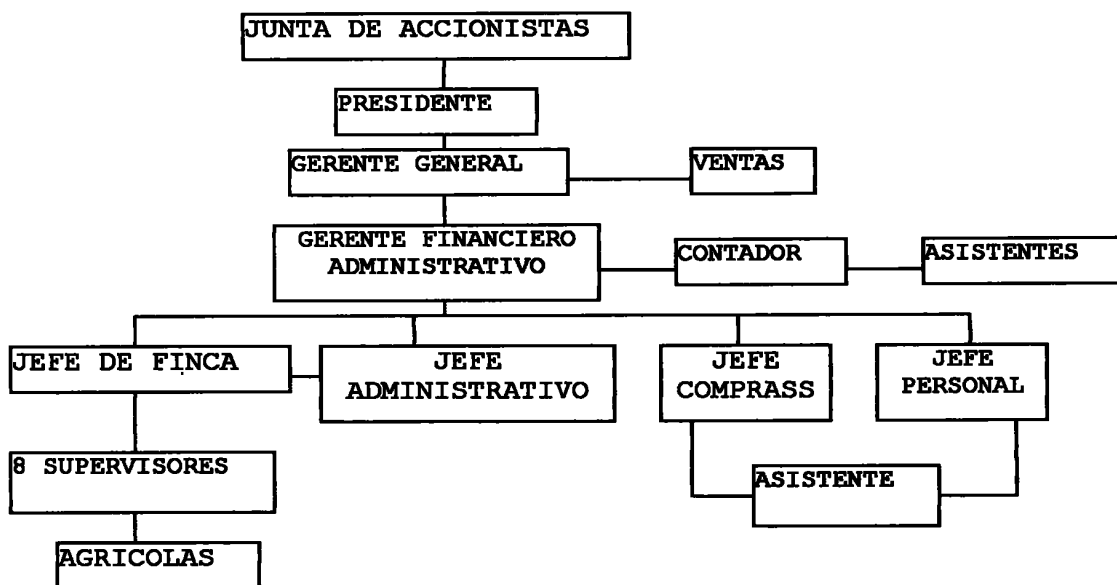 JUNTA DE ACCIONISTAS
PRESIDENTE
GERENTE GENERAL
VENTAS
GERENTE FINANCIERO
ADMINISTRATIVO
CONTADOR
ASISTENTES
JEFE DE FINCA
JEFE
ADMINISTRATIVO
JEFE
COMPRASS
JEFE
PERSONAL
8 SUPERVISORES
ASISTENTE
AGRICOLAS